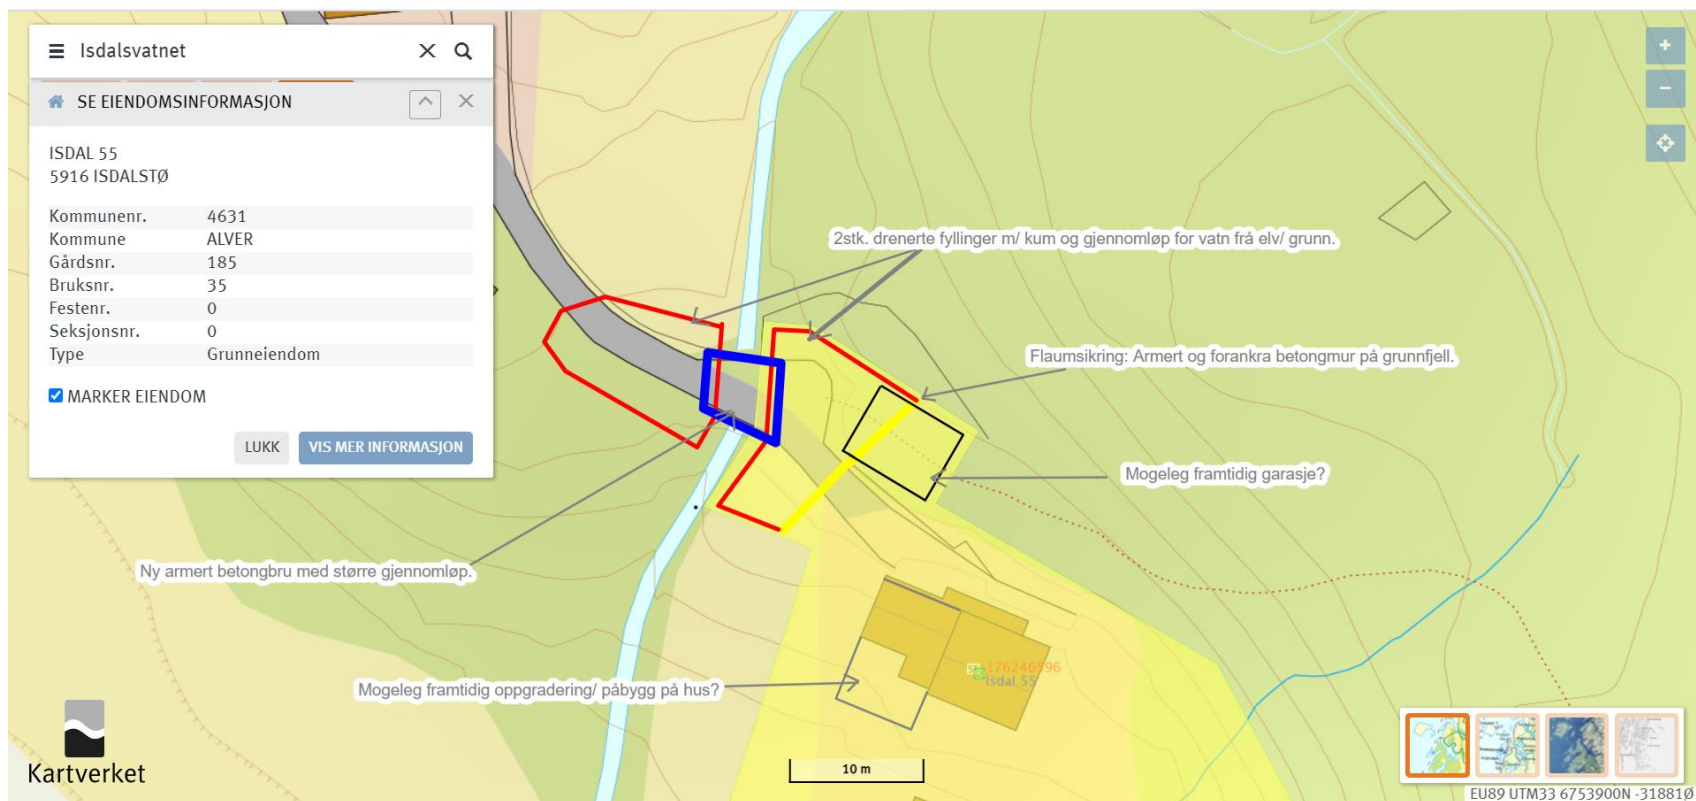 Isdalsvatnet
SE EIENDOMSINFORMASJON
ISDAL 55
5916 ISDALSTØ
Kommunenr. 4631
Kommune ALVER
Gårdsnr. 185
Bruksnr. 35
Festenr. 0
Seksjonsnr. 0
Type Grunneiendom
MARKER EIENDOM
LUKK VIS MER INFORMASJON
2stk. drenerte fyllinger m/ kum og gjennomløp for vatn frå elv/ grunn.
Flaumsikring: Armert og forankra betongmur på grunnfjell.
Mogeleg framtidig garasje?
Ny armert betongbru med større gjennomløp.
Mogeleg framtidig oppgradering/ påbygg på hus?
176246596
Isdal 55
Kartverket
10 m
EU89 UTM33 6753900N -31881Ø